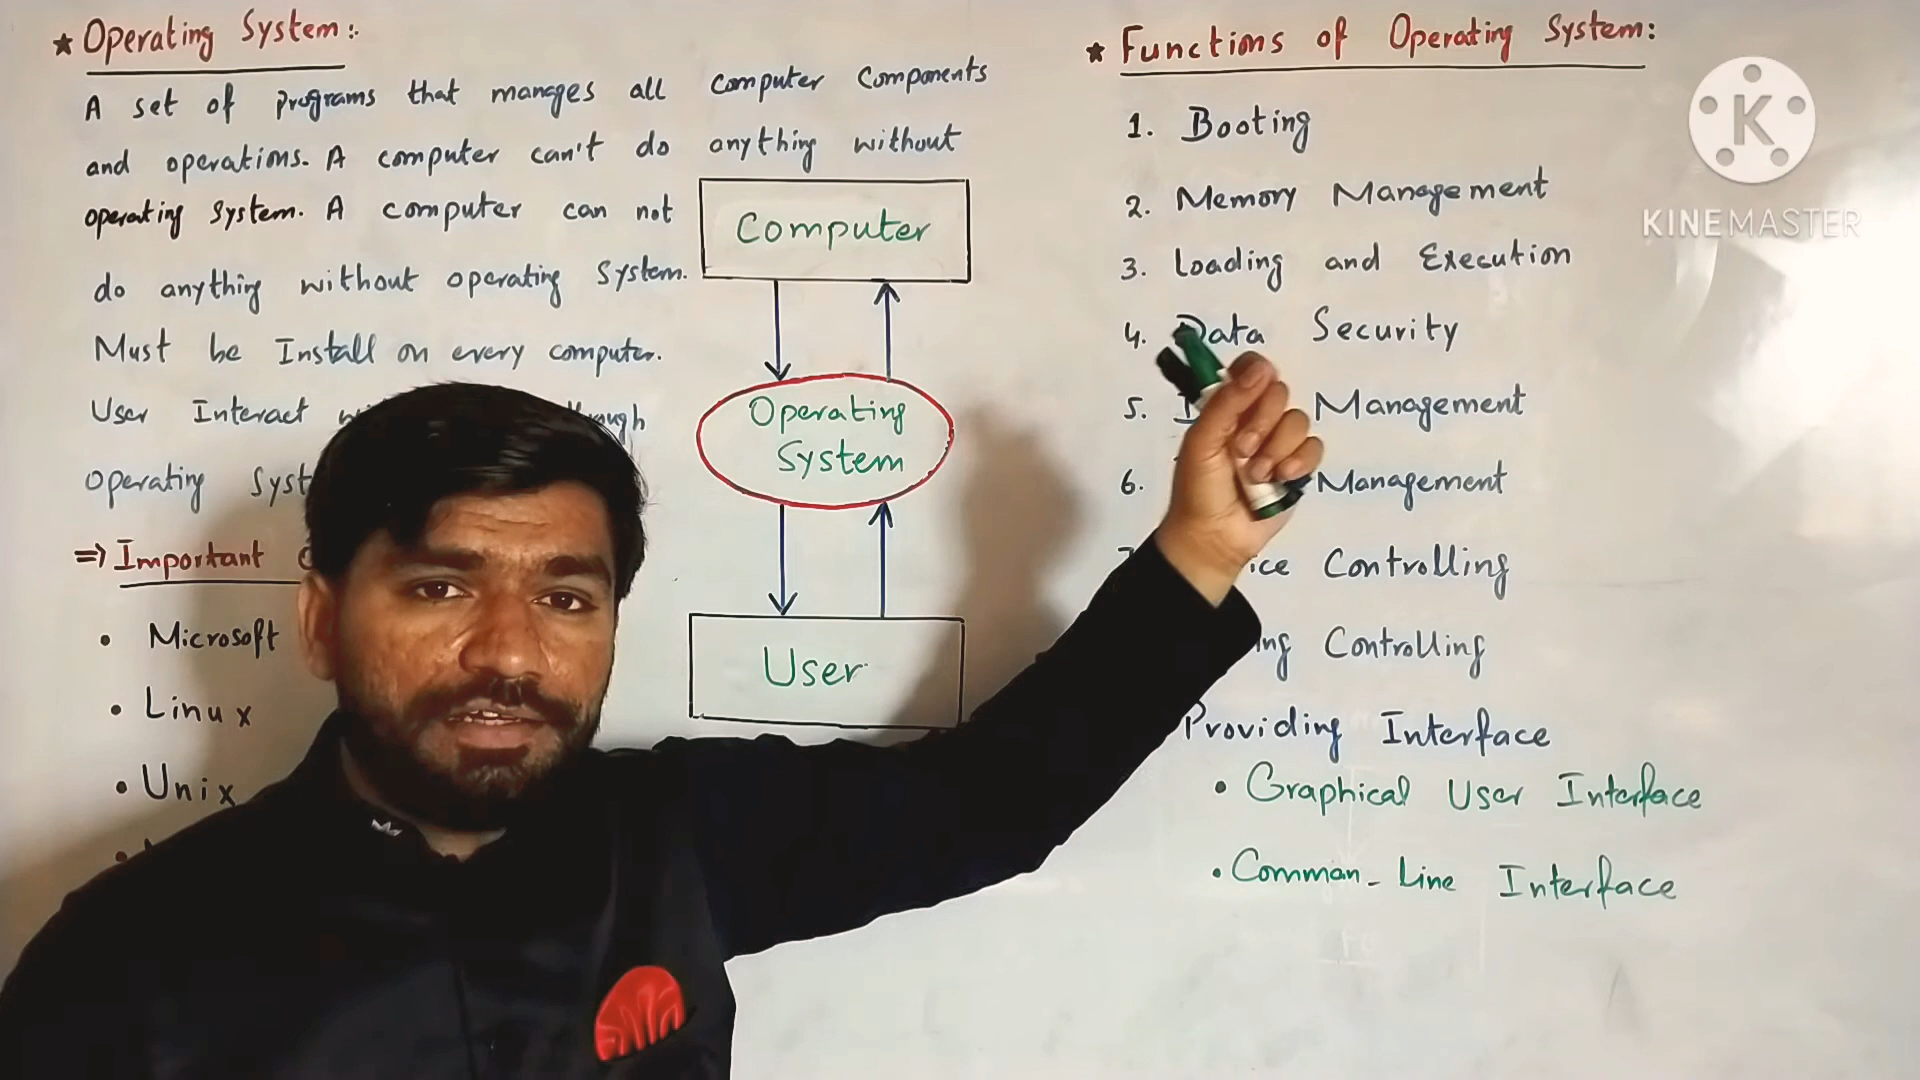 ★ Operating System:
A set of programs that manages all computer components
and operations. A computer can't do anything without
operating system. A computer can not
do anything without operating system.
Must be Install on every computer.
User Interact
Operating
⇒ Important
• Microsoft
• Linux
• Unix
Computer
Operating
System
User
★ Functions of Operating System:
1. Booting
2. Memory Management
3. Loading and Execution
4. Data Security
5. Management
6. Management
Controlling
Controlling
Providing Interface
• Graphical User Interface
• Comman-Line Interface
K
KINEMASTER